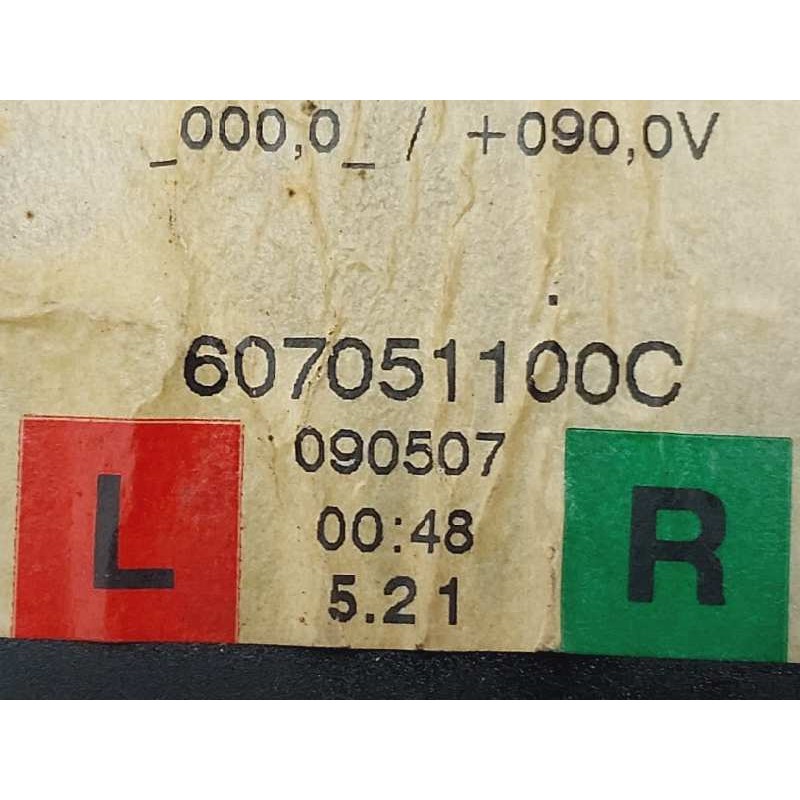 _000,0_ / +090,0V
607051100C
090507
L
00:48
R
5.21